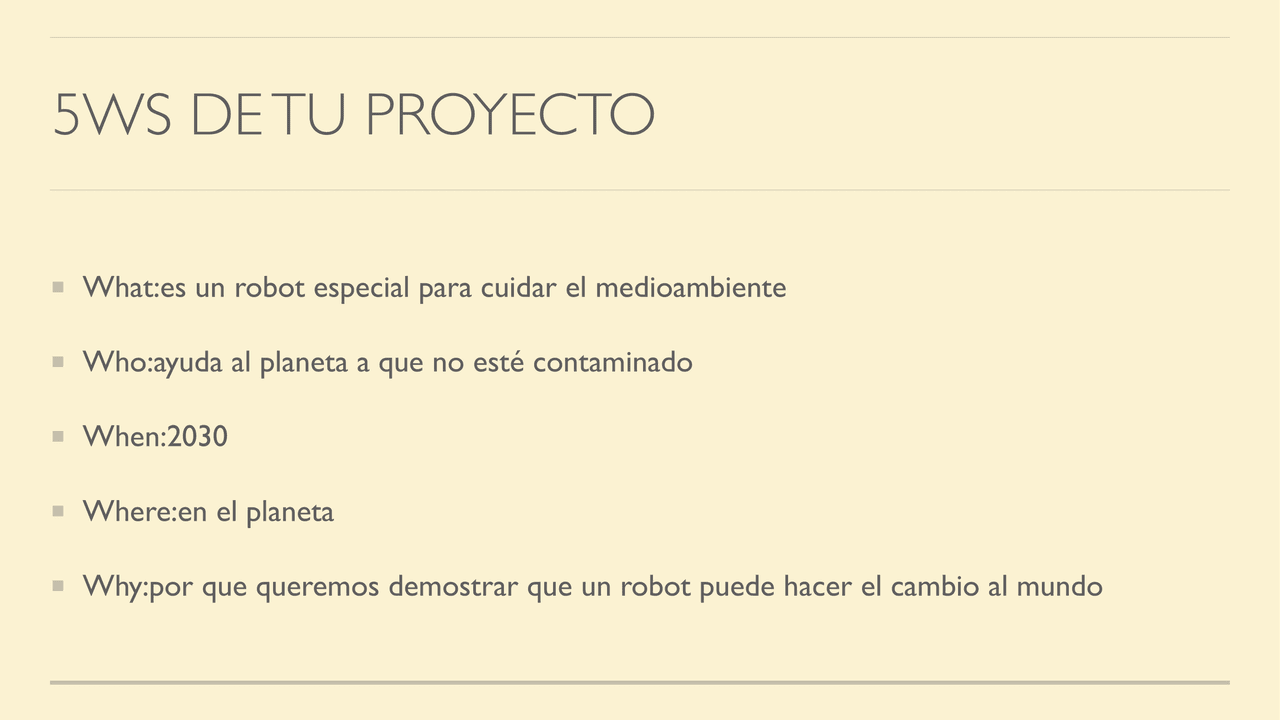 5WS DE TU PROYECTO
What:es un robot especial para cuidar el medioambiente
Who:ayuda al planeta a que no esté contaminado
When:2030
Where:en el planeta
Why:por que queremos demostrar que un robot puede hacer el cambio al mundo